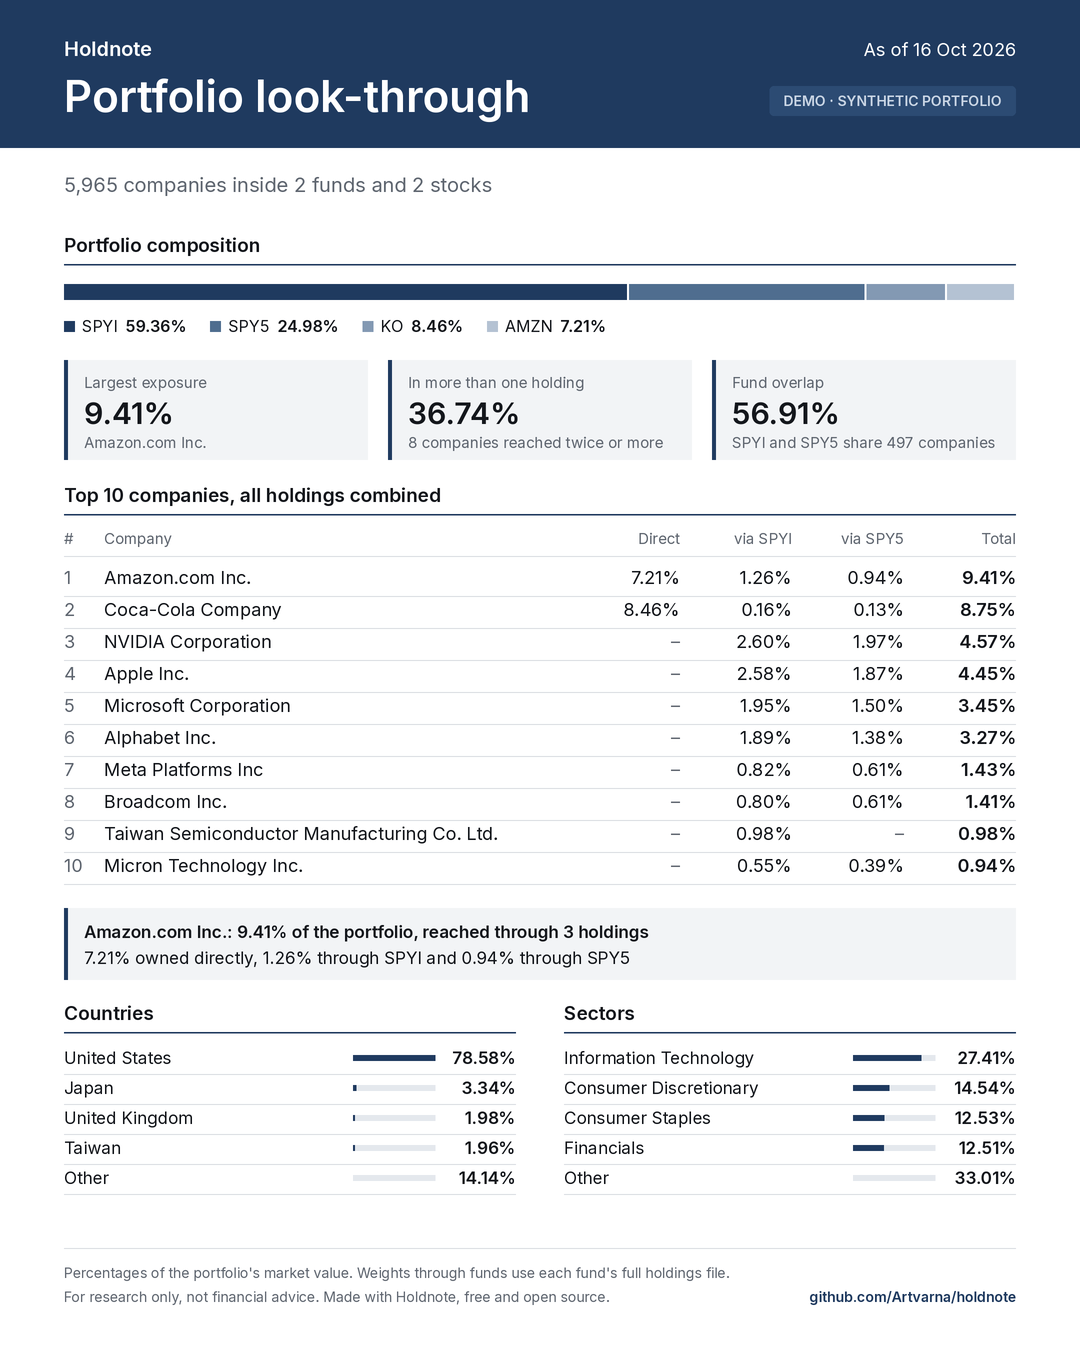 Holdnote
As of 16 Oct 2026
Portfolio look-through
DEMO · SYNTHETIC PORTFOLIO
5,965 companies inside 2 funds and 2 stocks
Portfolio composition
SPYI 59.36% SPY5 24.98% KO 8.46% AMZN 7.21%
Largest exposure
9.41%
Amazon.com Inc.
In more than one holding
36.74%
8 companies reached twice or more
Fund overlap
56.91%
SPYI and SPY5 share 497 companies
Top 10 companies, all holdings combined
# Company Direct via SPYI via SPY5 Total
1 Amazon.com Inc. 7.21% 1.26% 0.94% 9.41%
2 Coca-Cola Company 8.46% 0.16% 0.13% 8.75%
3 NVIDIA Corporation – 2.60% 1.97% 4.57%
4 Apple Inc. – 2.58% 1.87% 4.45%
5 Microsoft Corporation – 1.95% 1.50% 3.45%
6 Alphabet Inc. – 1.89% 1.38% 3.27%
7 Meta Platforms Inc – 0.82% 0.61% 1.43%
8 Broadcom Inc. – 0.80% 0.61% 1.41%
9 Taiwan Semiconductor Manufacturing Co. Ltd. – 0.98% – 0.98%
10 Micron Technology Inc. – 0.55% 0.39% 0.94%
Amazon.com Inc.: 9.41% of the portfolio, reached through 3 holdings
7.21% owned directly, 1.26% through SPYI and 0.94% through SPY5
Countries
United States 78.58%
Japan 3.34%
United Kingdom 1.98%
Taiwan 1.96%
Other 14.14%
Sectors
Information Technology 27.41%
Consumer Discretionary 14.54%
Consumer Staples 12.53%
Financials 12.51%
Other 33.01%
Percentages of the portfolio's market value. Weights through funds use each fund's full holdings file.
For research only, not financial advice. Made with Holdnote, free and open source.
github.com/Artvarna/holdnote